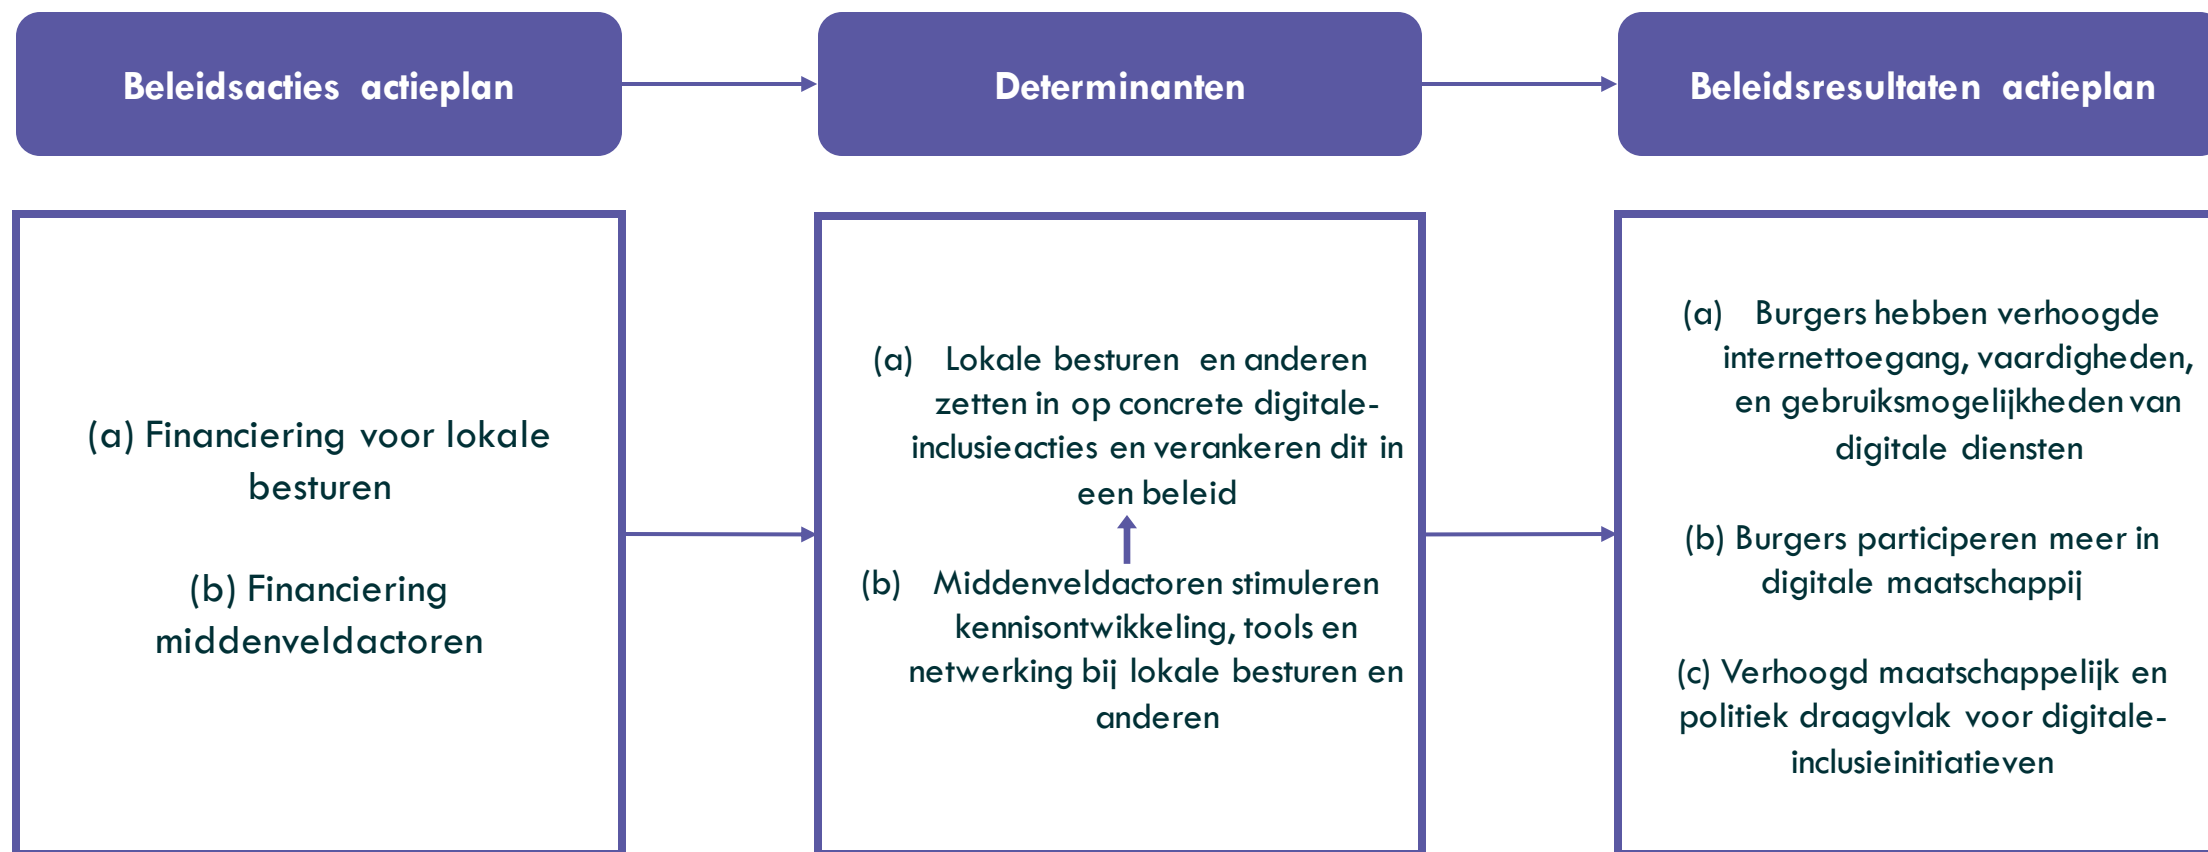 Beleidsacties actieplan
Determinanten
Beleidsresultaten actieplan
(a) Financiering voor lokale
besturen
(b) Financiering
middenveldactoren
(a) Lokale besturen en anderen
zetten in op concrete digitale-
inclusieacties en verankeren dit in
een beleid
(b) Middenveldactoren stimuleren
kennisontwikkeling, tools en
netwerking bij lokale besturen en
anderen
(a) Burgers hebben verhoogde
internettoegang, vaardigheden,
en gebruiksmogelijkheden van
digitale diensten
(b) Burgers participeren meer in
digitale maatschappij
(c) Verhoogd maatschappelijk en
politiek draagvlak voor digitale-
inclusieinitiatieven